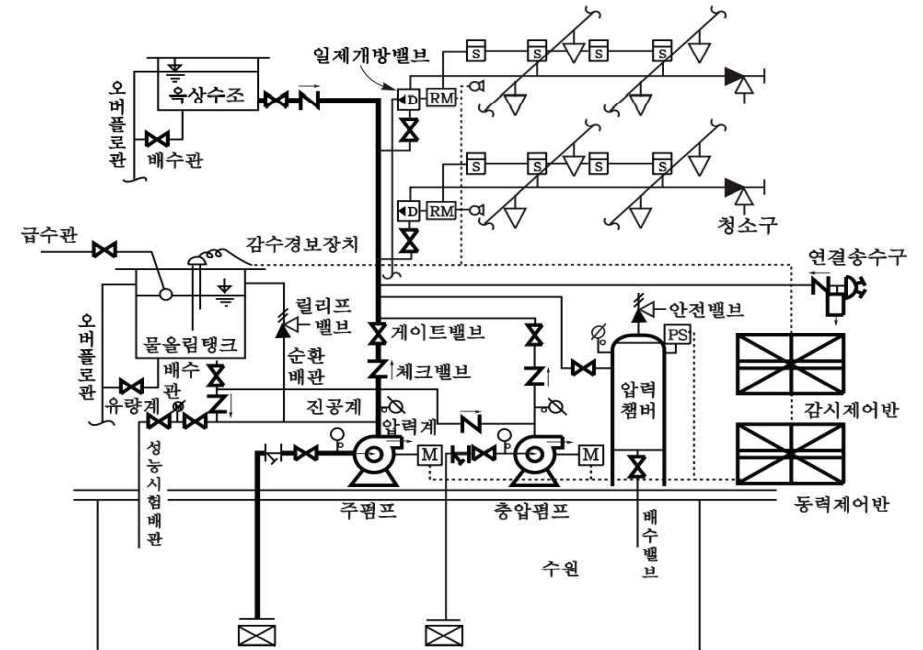 일제개방밸브
S
S
S
S
옥상수조
D
RM
오버플로관
배수관
S
S
S
S
D
RM
청소구
급수관
감수경보장치
연결송수구
릴리프
밸브
안전밸브
오버플로관
게이트밸브
PS
물올림탱크
순환
배관
체크밸브
압력
챔버
배수관
유량계
진공계
압력계
감시제어반
M
M
성능시험배관
주펌프
충압펌프
배수밸브
동력제어반
수원